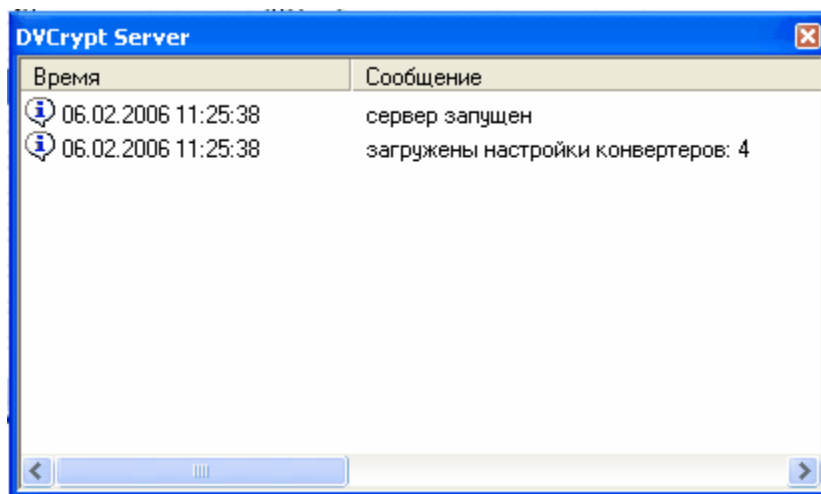 DVCrypt Server
Время Сообщение
06.02.2006 11:25:38 сервер запущен
06.02.2006 11:25:38 загружены настройки конвертеров: 4